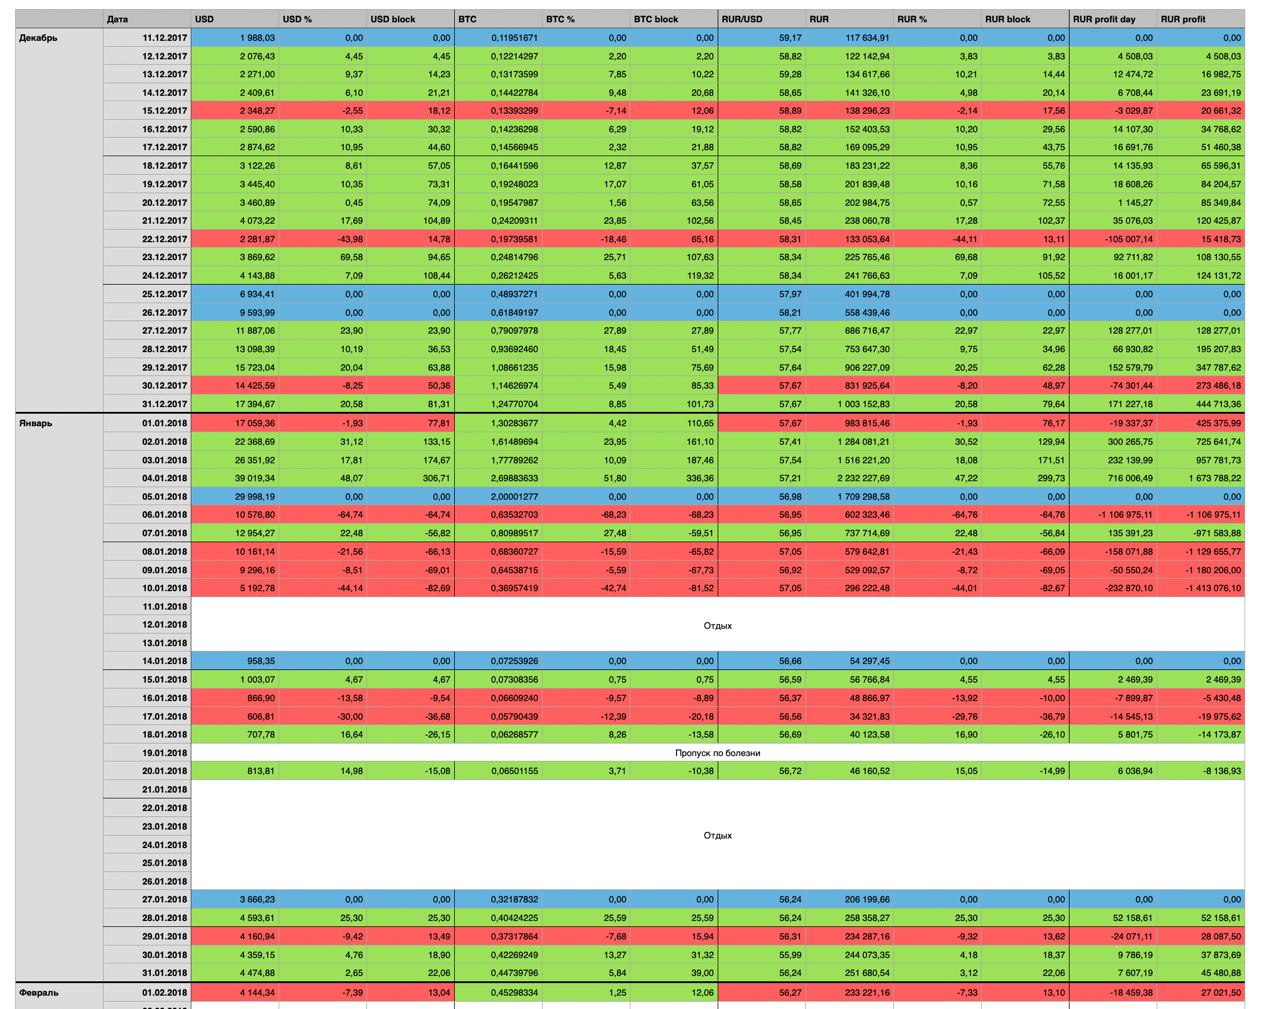 Дата USD USD % USD block BTC BTC % BTC block RUR/USD RUR RUR % RUR block RUR profit day RUR profit
Декабрь 11.12.2017 1 988,03 0,00 0,00 0,11951671 0,00 0,00 59,17 117 634,91 0,00 0,00 0,00 0,00
12.12.2017 2 076,43 4,45 4,45 0,12214297 2,20 2,20 58,82 122 142,94 3,83 3,83 4 508,03 4 508,03
13.12.2017 2 271,00 9,37 14,23 0,13173599 7,85 10,22 59,28 134 617,66 10,21 14,44 12 474,72 16 982,75
14.12.2017 2 409,61 6,10 21,21 0,14422784 9,48 20,68 58,65 141 326,10 4,98 20,14 6 708,44 23 691,19
15.12.2017 2 348,27 -2,55 18,12 0,13393299 -7,14 12,06 58,89 138 296,23 -2,14 17,56 -3 029,87 20 661,32
16.12.2017 2 590,86 10,33 30,32 0,14236298 6,29 19,12 58,82 152 403,53 10,20 29,56 14 107,30 34 768,62
17.12.2017 2 874,62 10,95 44,60 0,14566945 2,32 21,88 58,82 169 095,29 10,95 43,75 16 691,76 51 460,38
18.12.2017 3 122,26 8,61 57,05 0,16441596 12,87 37,57 58,69 183 231,22 8,36 55,76 14 135,93 65 596,31
19.12.2017 3 445,40 10,35 73,31 0,19248023 17,07 61,05 58,58 201 839,48 10,16 71,58 18 608,26 84 204,57
20.12.2017 3 460,89 0,45 74,09 0,19547987 1,56 63,56 58,65 202 984,75 0,57 72,55 1 145,27 85 349,84
21.12.2017 4 073,22 17,69 104,89 0,24209311 23,85 102,56 58,45 238 060,78 17,28 102,37 35 076,03 120 425,87
22.12.2017 2 281,87 -43,98 14,78 0,19739581 -18,46 65,16 58,31 133 053,64 -44,11 13,11 -105 007,14 15 418,73
23.12.2017 3 869,62 69,58 94,65 0,24814796 25,71 107,63 58,34 225 765,46 69,68 91,92 92 711,82 108 130,55
24.12.2017 4 143,88 7,09 108,44 0,26212425 5,63 119,32 58,34 241 766,63 7,09 105,52 16 001,17 124 131,72
25.12.2017 6 934,41 0,00 0,00 0,48937271 0,00 0,00 57,97 401 994,78 0,00 0,00 0,00 0,00
26.12.2017 9 593,99 0,00 0,00 0,61849197 0,00 0,00 58,21 558 439,46 0,00 0,00 0,00 0,00
27.12.2017 11 887,06 23,90 23,90 0,79097978 27,89 27,89 57,77 686 716,47 22,97 22,97 128 277,01 128 277,01
28.12.2017 13 098,39 10,19 36,53 0,93692460 18,45 51,49 57,54 753 647,30 9,75 34,96 66 930,82 195 207,83
29.12.2017 15 723,04 20,04 63,88 1,08661235 15,98 75,69 57,64 906 227,09 20,25 62,28 152 579,79 347 787,62
30.12.2017 14 425,59 -8,25 50,36 1,14626974 5,49 85,33 57,67 831 925,64 -8,20 48,97 -74 301,44 273 486,18
31.12.2017 17 394,67 20,58 81,31 1,24770704 8,85 101,73 57,67 1 003 152,83 20,58 79,64 171 227,18 444 713,36
Январь 01.01.2018 17 059,36 -1,93 77,81 1,30283677 4,42 110,65 57,67 983 815,46 -1,93 76,17 -19 337,37 425 375,99
02.01.2018 22 368,69 31,12 133,15 1,61489694 23,95 161,10 57,41 1 284 081,21 30,52 129,94 300 265,75 725 641,74
03.01.2018 26 351,92 17,81 174,67 1,77789262 10,09 187,46 57,54 1 516 221,20 18,08 171,51 232 139,99 957 781,73
04.01.2018 39 019,34 48,07 306,71 2,69883633 51,80 336,36 57,21 2 232 227,69 47,22 299,73 716 006,49 1 673 788,22
05.01.2018 29 998,19 0,00 0,00 2,00001277 0,00 0,00 56,98 1 709 298,58 0,00 0,00 0,00 0,00
06.01.2018 10 576,80 -64,74 -64,74 0,63532703 -68,23 -68,23 56,95 602 323,46 -64,76 -64,76 -1 106 975,11 -1 106 975,11
07.01.2018 12 954,27 22,48 -56,82 0,80989517 27,48 -59,51 56,95 737 714,69 22,48 -56,84 135 391,23 -971 583,88
08.01.2018 10 161,14 -21,56 -66,13 0,68360727 -15,59 -65,82 57,05 579 642,81 -21,43 -66,09 -158 071,88 -1 129 655,77
09.01.2018 9 296,16 -8,51 -69,01 0,64538715 -5,59 -67,73 56,92 529 092,57 -8,72 -69,05 -50 550,24 -1 180 206,00
10.01.2018 5 192,78 -44,14 -82,69 0,36957419 -42,74 -81,52 57,05 296 222,48 -44,01 -82,67 -232 870,10 -1 413 076,10
11.01.2018
12.01.2018 Отдых
13.01.2018
14.01.2018 958,35 0,00 0,00 0,07253926 0,00 0,00 56,66 54 297,45 0,00 0,00 0,00 0,00
15.01.2018 1 003,07 4,67 4,67 0,07308356 0,75 0,75 56,59 56 766,84 4,55 4,55 2 469,39 2 469,39
16.01.2018 866,90 -13,58 -9,54 0,06609240 -9,57 -8,89 56,37 48 866,97 -13,92 -10,00 -7 899,87 -5 430,48
17.01.2018 606,81 -30,00 -36,68 0,05790439 -12,39 -20,18 56,56 34 321,83 -29,76 -36,79 -14 545,13 -19 975,62
18.01.2018 707,78 16,64 -26,15 0,06268577 8,26 -13,58 56,69 40 123,58 16,90 -26,10 5 801,75 -14 173,87
19.01.2018 Пропуск по болезни
20.01.2018 813,81 14,98 -15,08 0,06501155 3,71 -10,38 56,72 46 160,52 15,05 -14,99 6 036,94 -8 136,93
21.01.2018
22.01.2018
23.01.2018
Отдых
24.01.2018
25.01.2018
26.01.2018
27.01.2018 3 666,23 0,00 0,00 0,32187832 0,00 0,00 56,24 206 199,66 0,00 0,00 0,00 0,00
28.01.2018 4 593,61 25,30 25,30 0,40424225 25,59 25,59 56,24 258 358,27 25,30 25,30 52 158,61 52 158,61
29.01.2018 4 160,94 -9,42 13,49 0,37317864 -7,68 15,94 56,31 234 287,16 -9,32 13,62 -24 071,11 28 087,50
30.01.2018 4 359,15 4,76 18,90 0,42269249 13,27 31,32 55,99 244 073,35 4,18 18,37 9 786,19 37 873,69
31.01.2018 4 474,88 2,65 22,06 0,44739796 5,84 39,00 56,24 251 680,54 3,12 22,06 7 607,19 45 480,88
Февраль 01.02.2018 4 144,34 -7,39 13,04 0,45298334 1,25 12,06 56,27 233 221,16 -7,33 13,10 -18 459,38 27 021,50